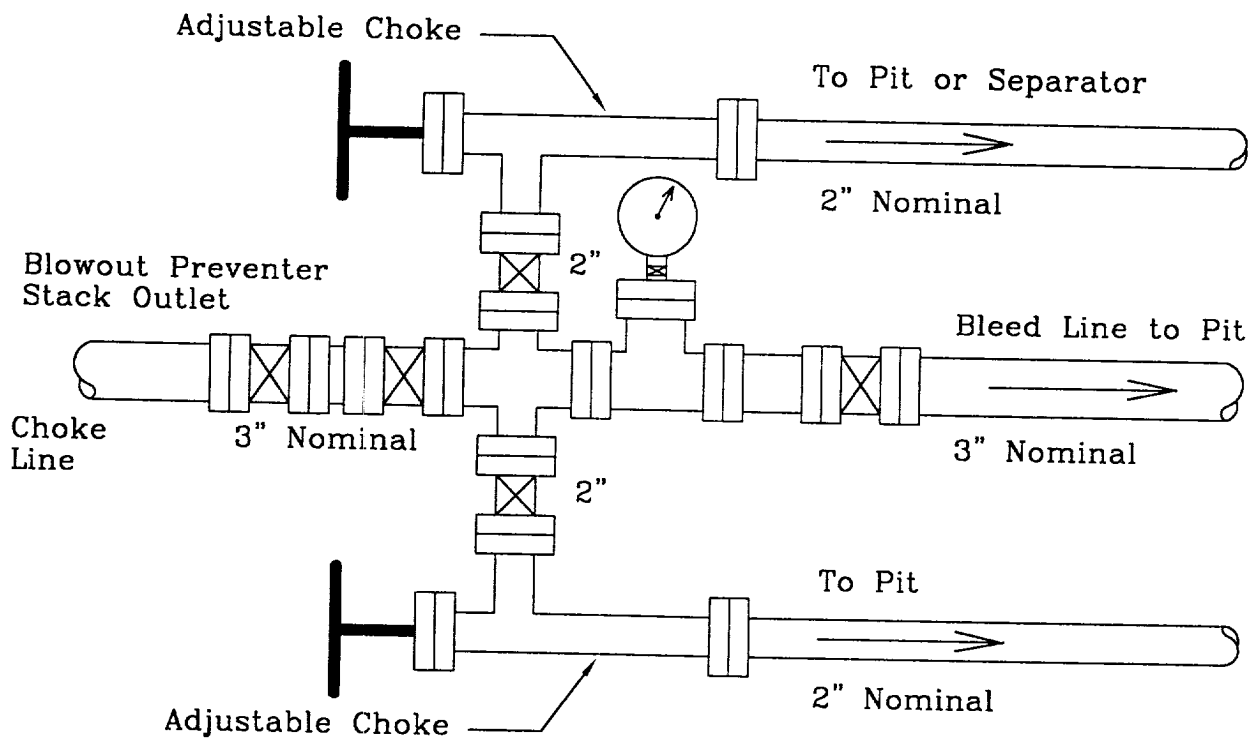 Adjustable Choke
To Pit or Separator
2" Nominal
2"
Blowout Preventer
Stack Outlet
Bleed Line to Pit
Choke
Line
3" Nominal
3" Nominal
2"
To Pit
2" Nominal
Adjustable Choke